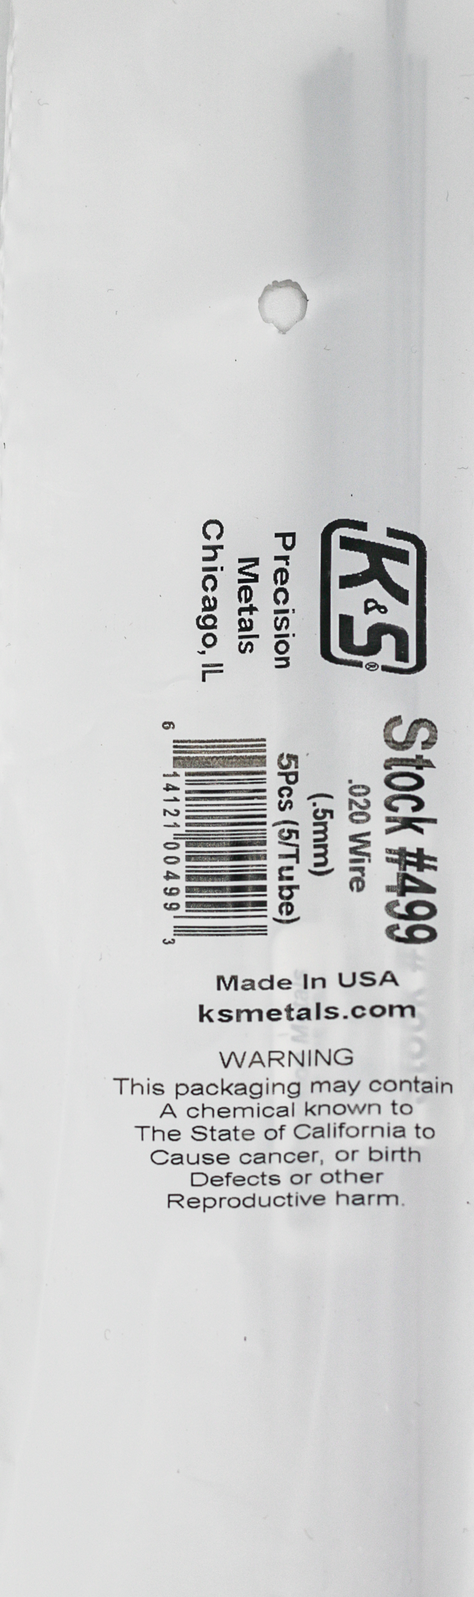 K&S®
Precision
Metals
Chicago, IL
Stock #499
.020 Wire
(.5mm)
5Pcs (5/Tube)
6 14121 00499 3
Made In USA
ksmetals.com
WARNING
This packaging may contain
A chemical known to
The State of California to
Cause cancer, or birth
Defects or other
Reproductive harm.